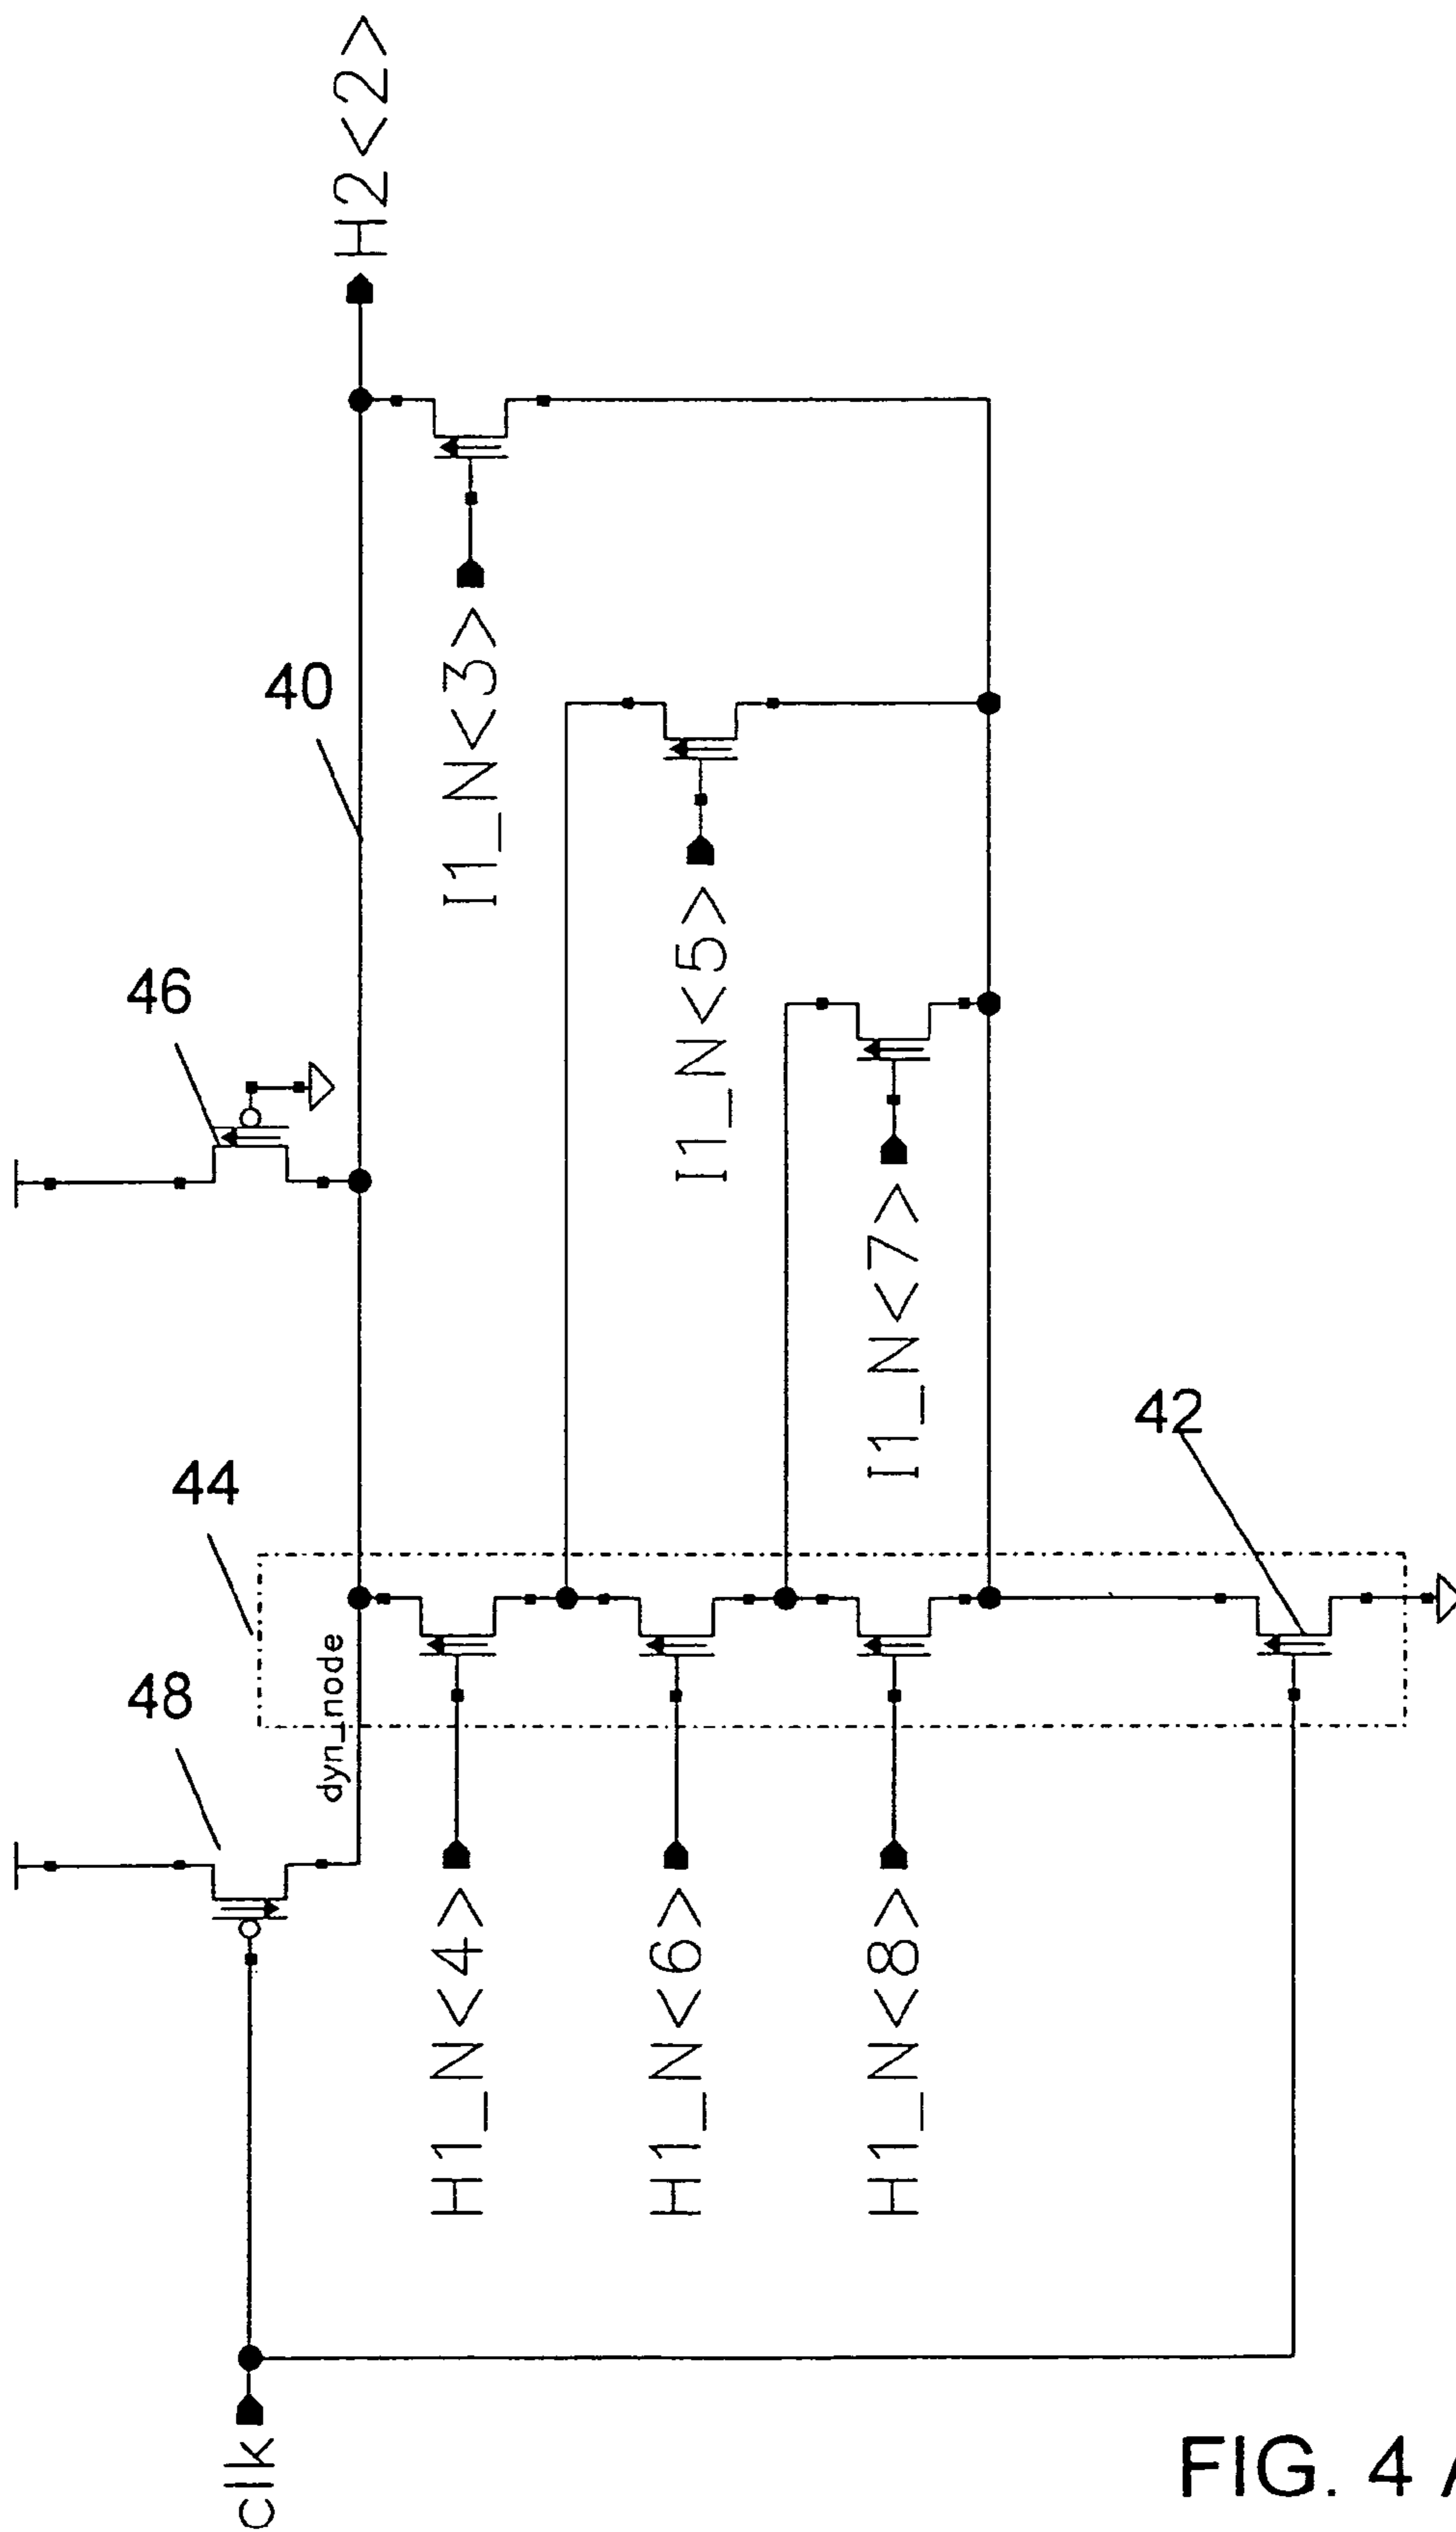 H2<2>
40
I1_N<3>
46
I1_N<5>
I1_N<7>
44
42
48
dyn_node
H1_N<4>
H1_N<6>
H1_N<8>
clk
FIG. 4